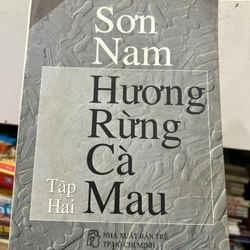 Sơn
Nam
Hương
Rừng
Cà
Mau
Tập
Hai
NHÀ XUẤT BẢN TRẺ
TP. HỒ CHÍ MINH